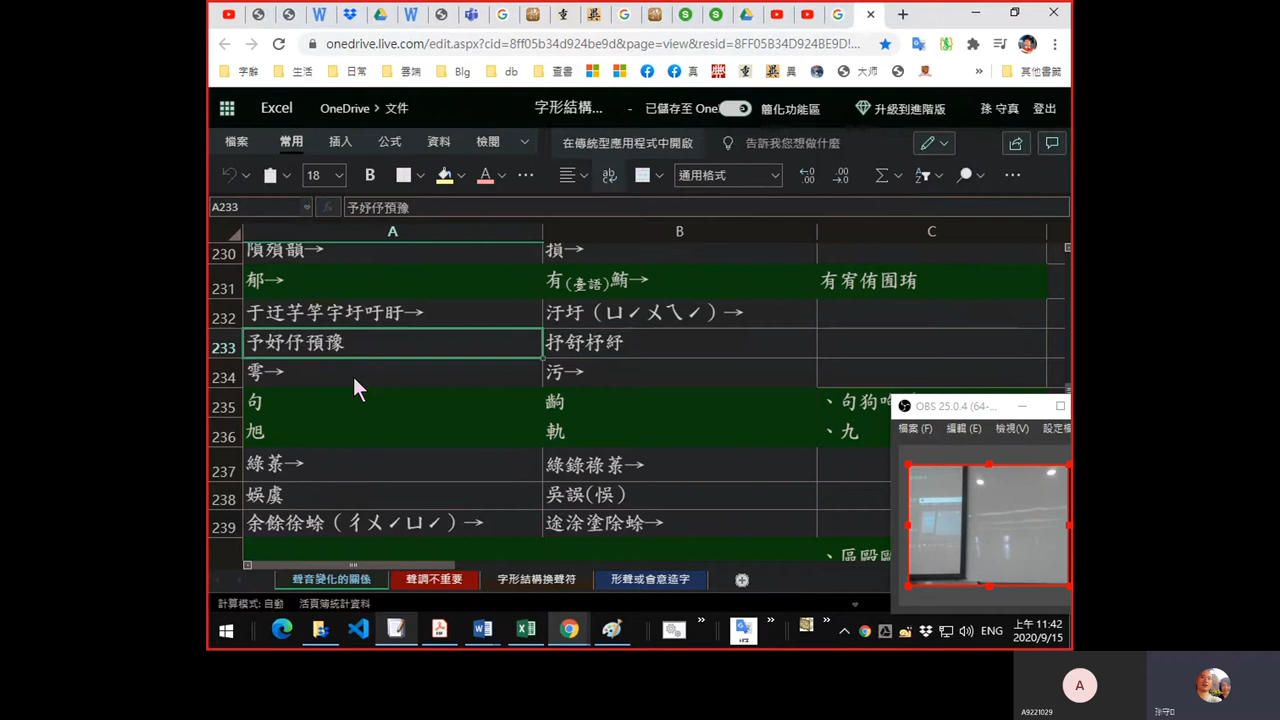 onedrive.live.com/edit.aspx?cid=8ff05b34d924be9d&page=view&resid=8FFF05B34D924BE9D!...
字辭 生活 日常 雲端 Blg db 查書 真 異 大师 » 其他書籤
Excel OneDrive › 文件 字形結構... - 已儲存至 One 簡化功能區 升級到進階版 孫 守真 登出
檔案 常用 插入 公式 資料 檢閱 在傳統型應用程式中開啟 告訴我您想做什麼
18 B A ... 通用格式 ...
A233 fx 予妤伃預豫
A B C
230 隕殞韻→ 損→
231 郁→ 有(臺語)鮪→ 有宥侑囿珛
232 于迂芋竽宇圩吁盱→ 汙圩（ㄩˊㄨㄟˊ）→
233 予妤伃預豫 抒舒杼紓
234 雩→ 污→
235 句 齣 、句狗
236 旭 軌 、九
237 綠菉→ 綠錄祿菉→
238 娛虞 吳誤(悞)
239 余餘徐蜍（ㄔㄨˊㄩˊ）→ 途涂塗除蜍→
、區毆
聲音變化的關係 聲調不重要 字形結構換聲符 形聲或會意造字
計算模式: 自動 活頁簿統計資料
OBS 25.0.4 (64-...
檔案 (F) 編輯 (E) 檢視(V) 設定檔
ENG
上午 11:42
2020/9/15
A
A9221029
孫守